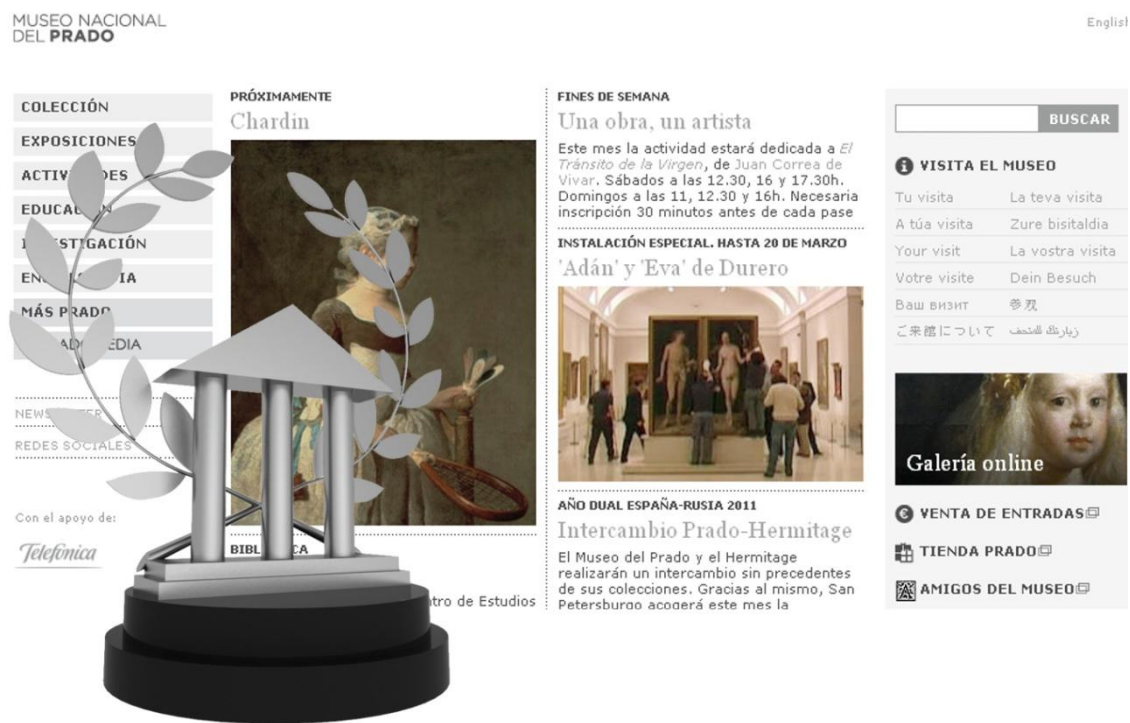 MUSEO NACIONAL
DEL PRADO
English
COLECCIÓN
EXPOSICIONES
EDUCACIÓN
MÁS PRADO
REDES SOCIALES
Con el apoyo de:
Telefónica
PRÓXIMAMENTE
Chardin
tro de Estudios
FINES DE SEMANA
Una obra, un artista
Este mes la actividad estará dedicada a El
Tránsito de la Virgen, de Juan Correa de
Vivar. Sábados a las 12.30, 16 y 17.30h.
Domingos a las 11, 12.30 y 16h. Necesaria
inscripción 30 minutos antes de cada pase
INSTALACIÓN ESPECIAL. HASTA 20 DE MARZO
'Adán' y 'Eva' de Durero
AÑO DUAL ESPAÑA-RUSIA 2011
Intercambio Prado-Hermitage
El Museo del Prado y el Hermitage
realizarán un intercambio sin precedentes
de sus colecciones. Gracias al mismo, San
Petersburgo acogerá este mes la
BUSCAR
VISITA EL MUSEO
Tu visita La teva visita
A túa visita Zure bisitaldia
Your visit La vostra visita
Votre visite Dein Besuch
Ваш визит 参观
ご来館について زيارتك للمتحف
Galería online
VENTA DE ENTRADAS
TIENDA PRADO
AMIGOS DEL MUSEO